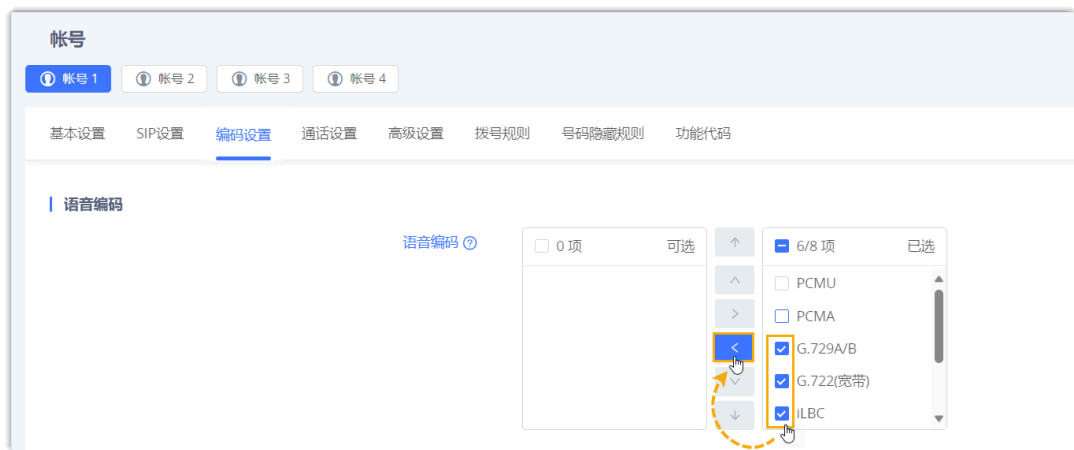 帐号
帐号 1 帐号 2 帐号 3 帐号 4
基本设置 SIP设置 编码设置 通话设置 高级设置 拨号规则 号码隐藏规则 功能代码
语音编码
语音编码 0 项 可选 6/8 项 已选
PCMU
PCMA
G.729A/B
G.722(宽带)
iLBC